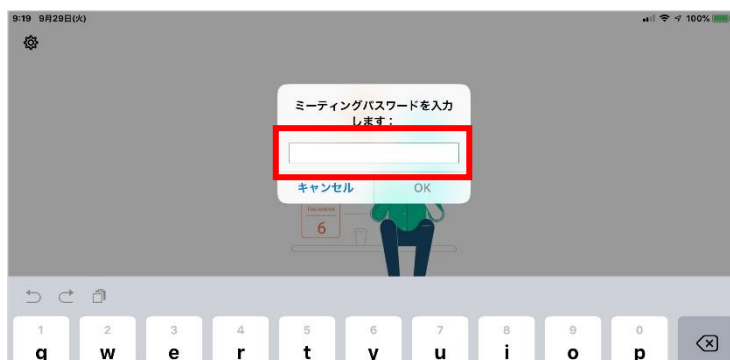 9:19 9月29日(火)
100%
ミーティングパスワードを入力
します：
キャンセル OK
6
1 2 3 4 5 6 7 8 9 0
q w e r t y u i o p